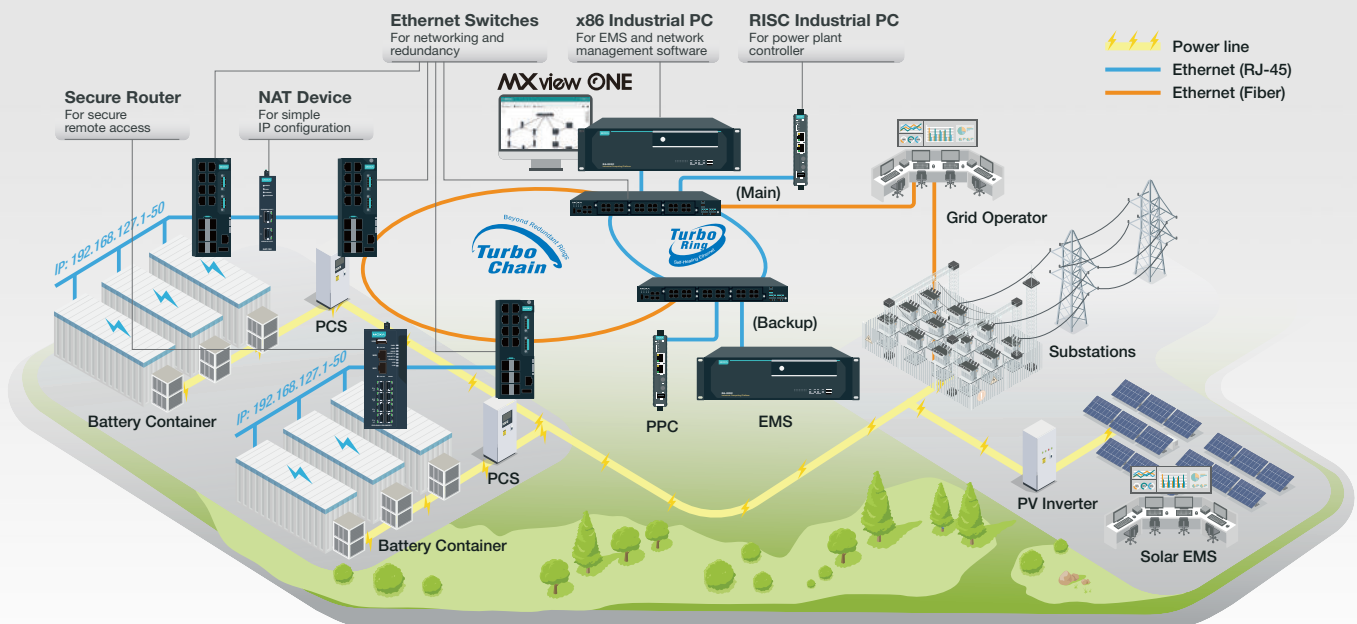 Ethernet Switches
For networking and
redundancy
x86 Industrial PC
For EMS and network
management software
RISC Industrial PC
For power plant
controller
Power line
Ethernet (RJ-45)
Ethernet (Fiber)
MXview ONE
Secure Router
For secure
remote access
NAT Device
For simple
IP configuration
(Main)
Grid Operator
IP: 192.168.127.1-50
Beyond Redundant Rings
Turbo
Chain
Turbo
Ring
PCS
(Backup)
Substations
IP: 192.168.127.1-50
Battery Container
PPC
EMS
PCS
PV Inverter
Battery Container
Solar EMS